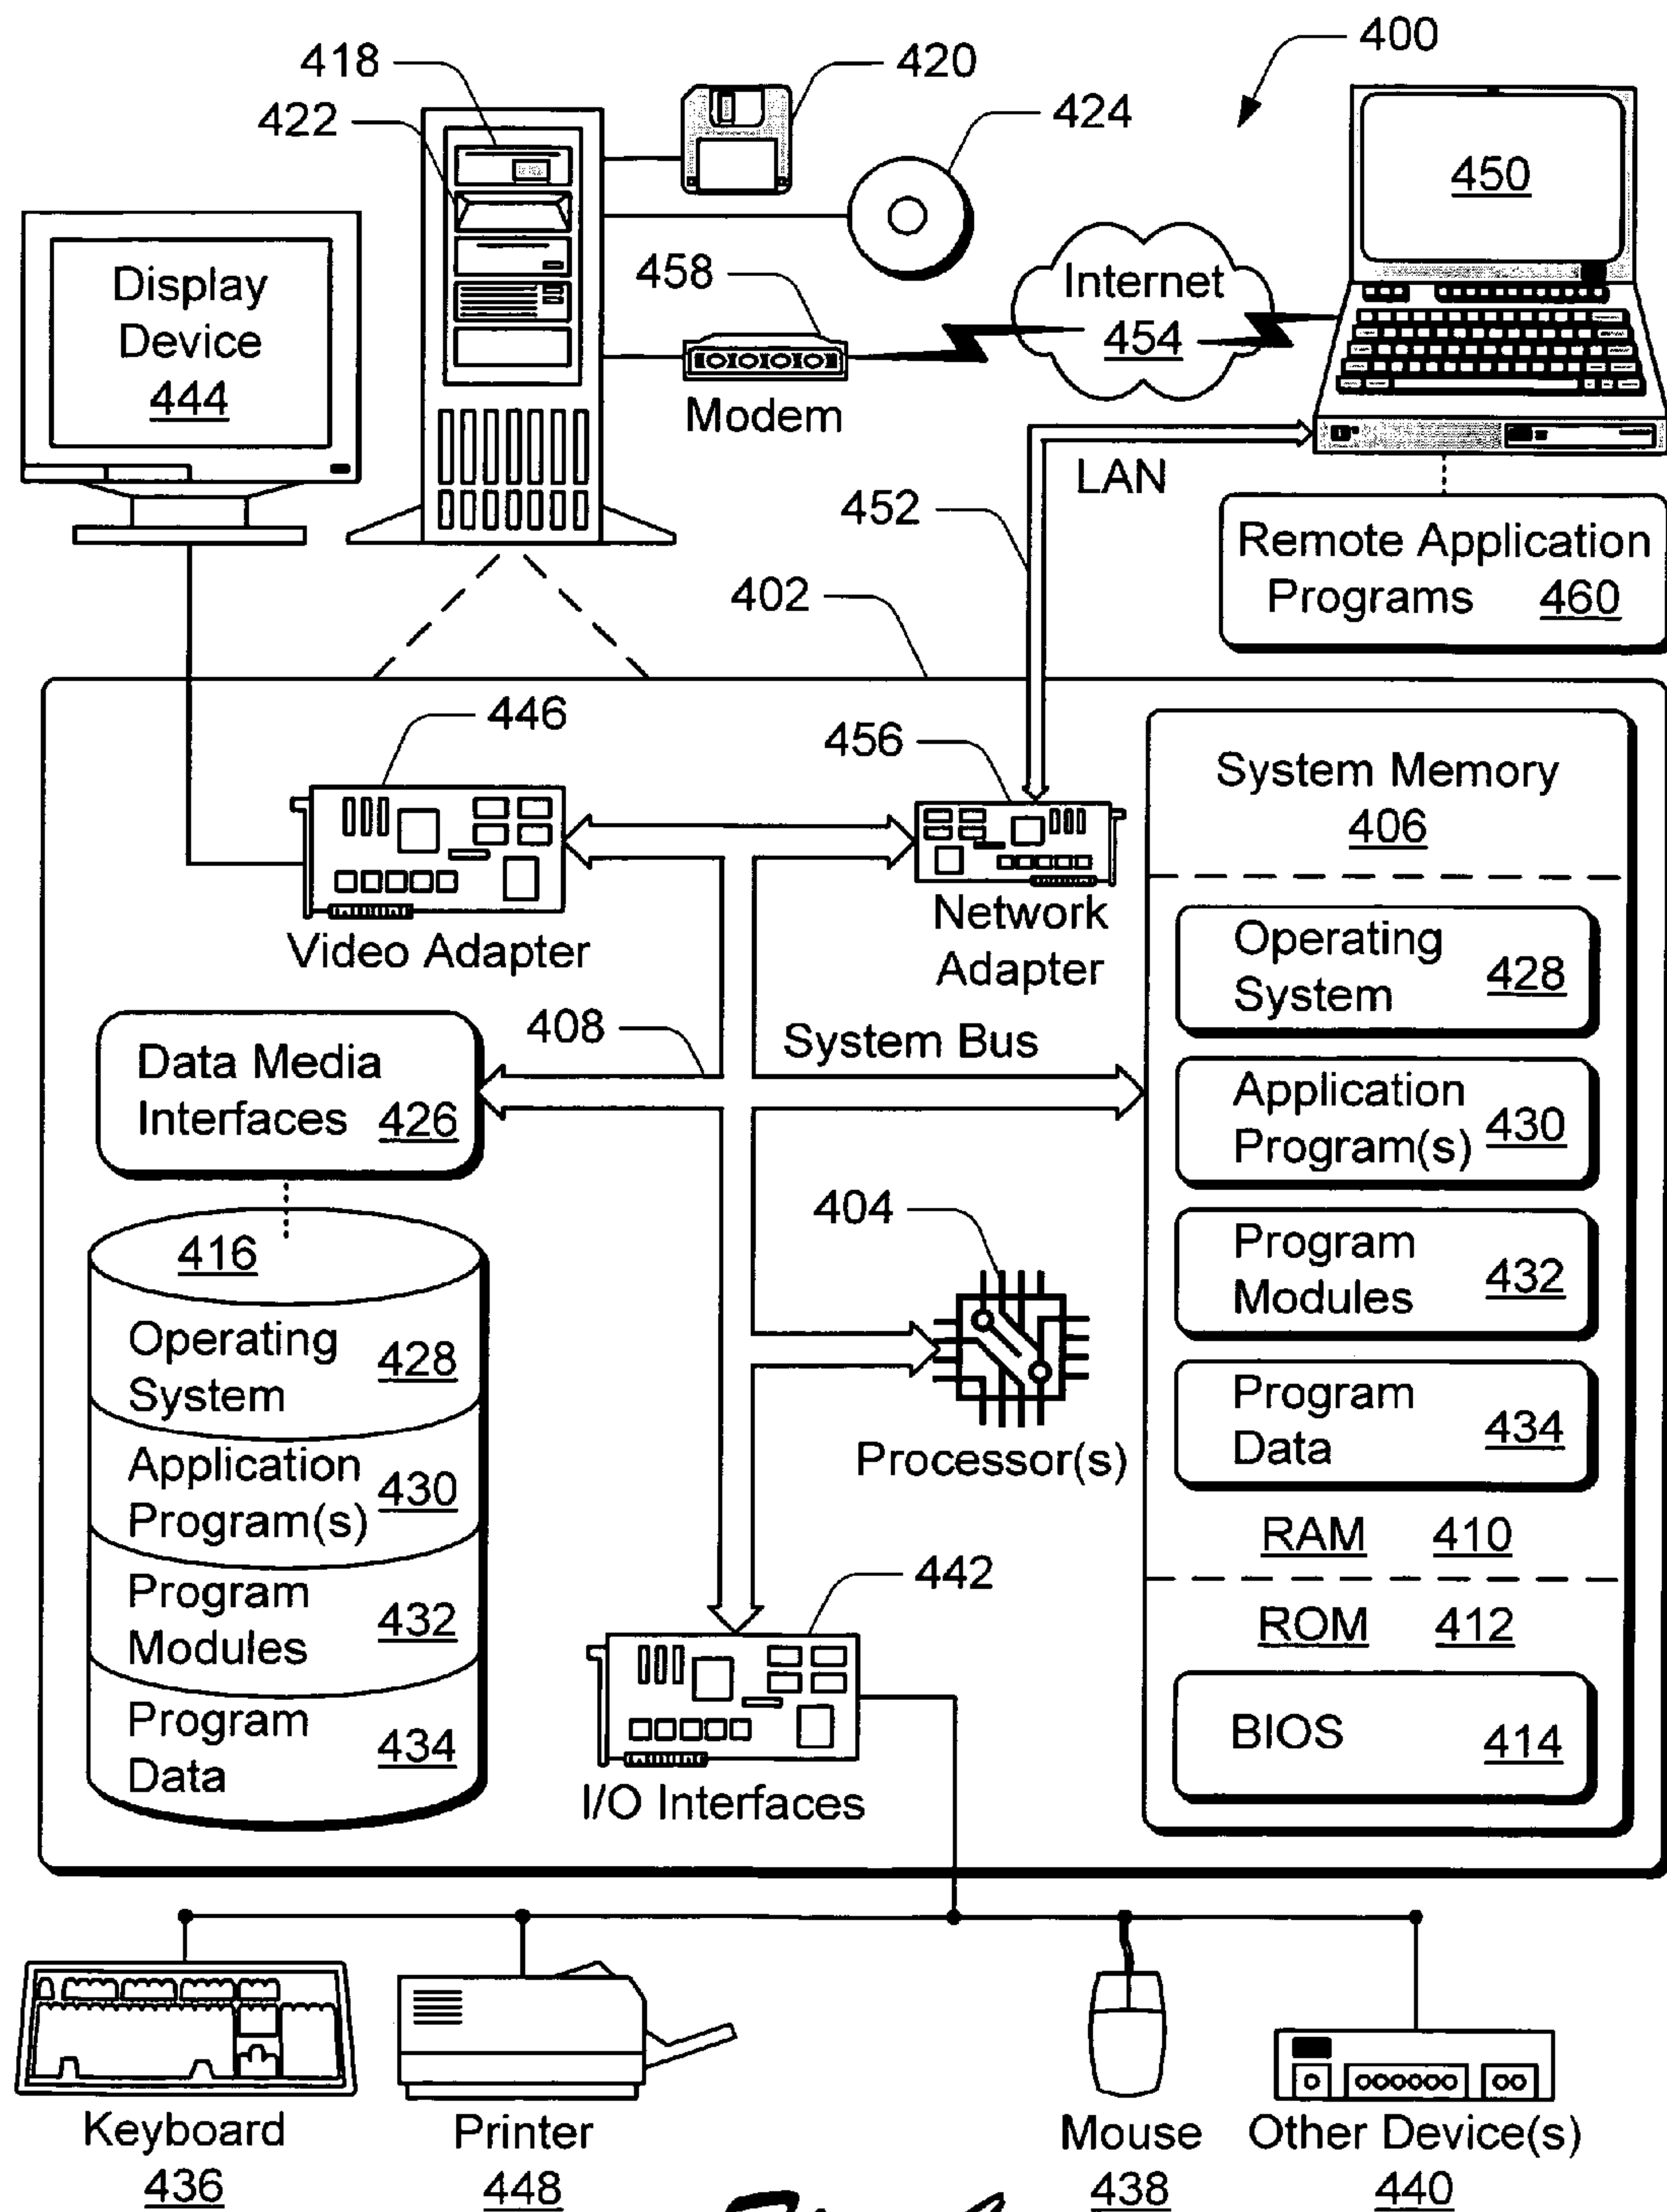 400
418
420
422
424
450
Display
Device
444
458
Internet
454
Modem
LAN
452
Remote Application
Programs 460
402
446
456
System Memory
406
Video Adapter
Network
Adapter
Operating
System 428
408
System Bus
Data Media
Interfaces 426
Application
Program(s) 430
404
Program
Modules 432
416
Operating
System 428
Processor(s)
Program
Data 434
Application
Program(s) 430
RAM 410
442
Program
Modules 432
ROM 412
Program
Data 434
BIOS 414
I/O Interfaces
Keyboard
436
Printer
448
Mouse
438
Other Device(s)
440